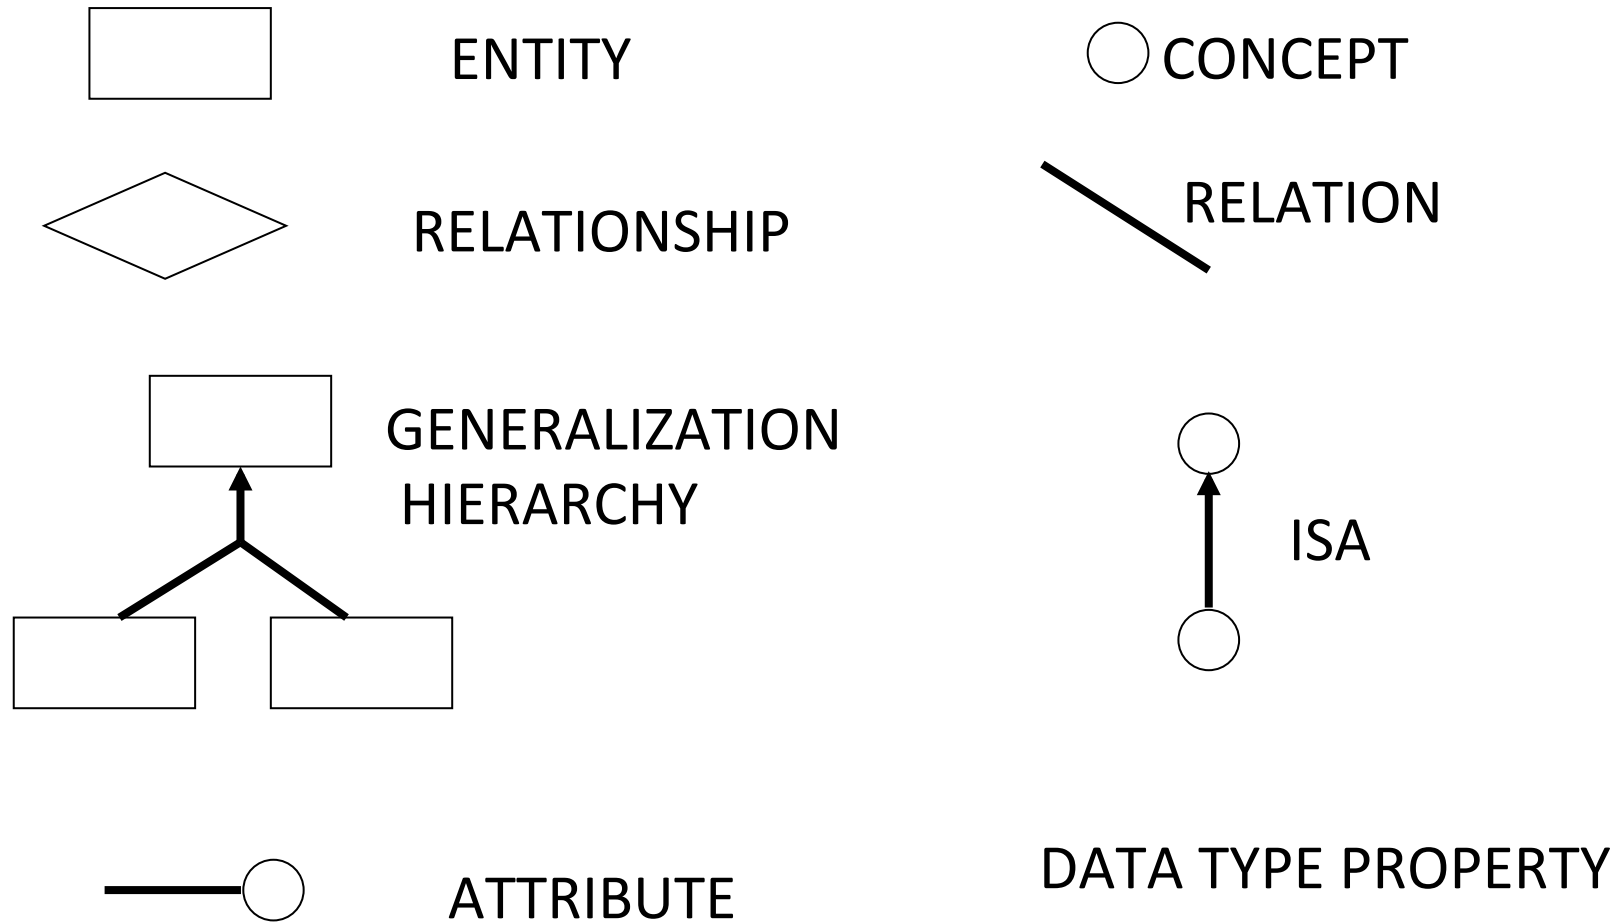 ENTITY
CONCEPT
RELATIONSHIP
RELATION
GENERALIZATION
HIERARCHY
ISA
ATTRIBUTE
DATA TYPE PROPERTY